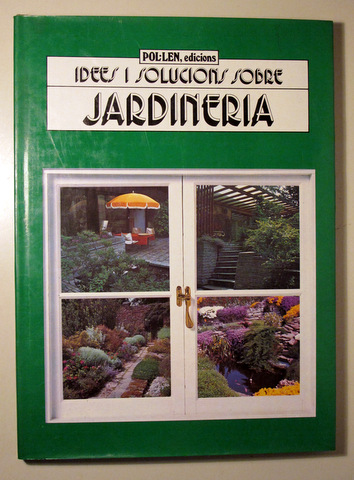 POL·LEN, edicions
IDEES I SOLUCIONS SOBRE
JARDINERIA